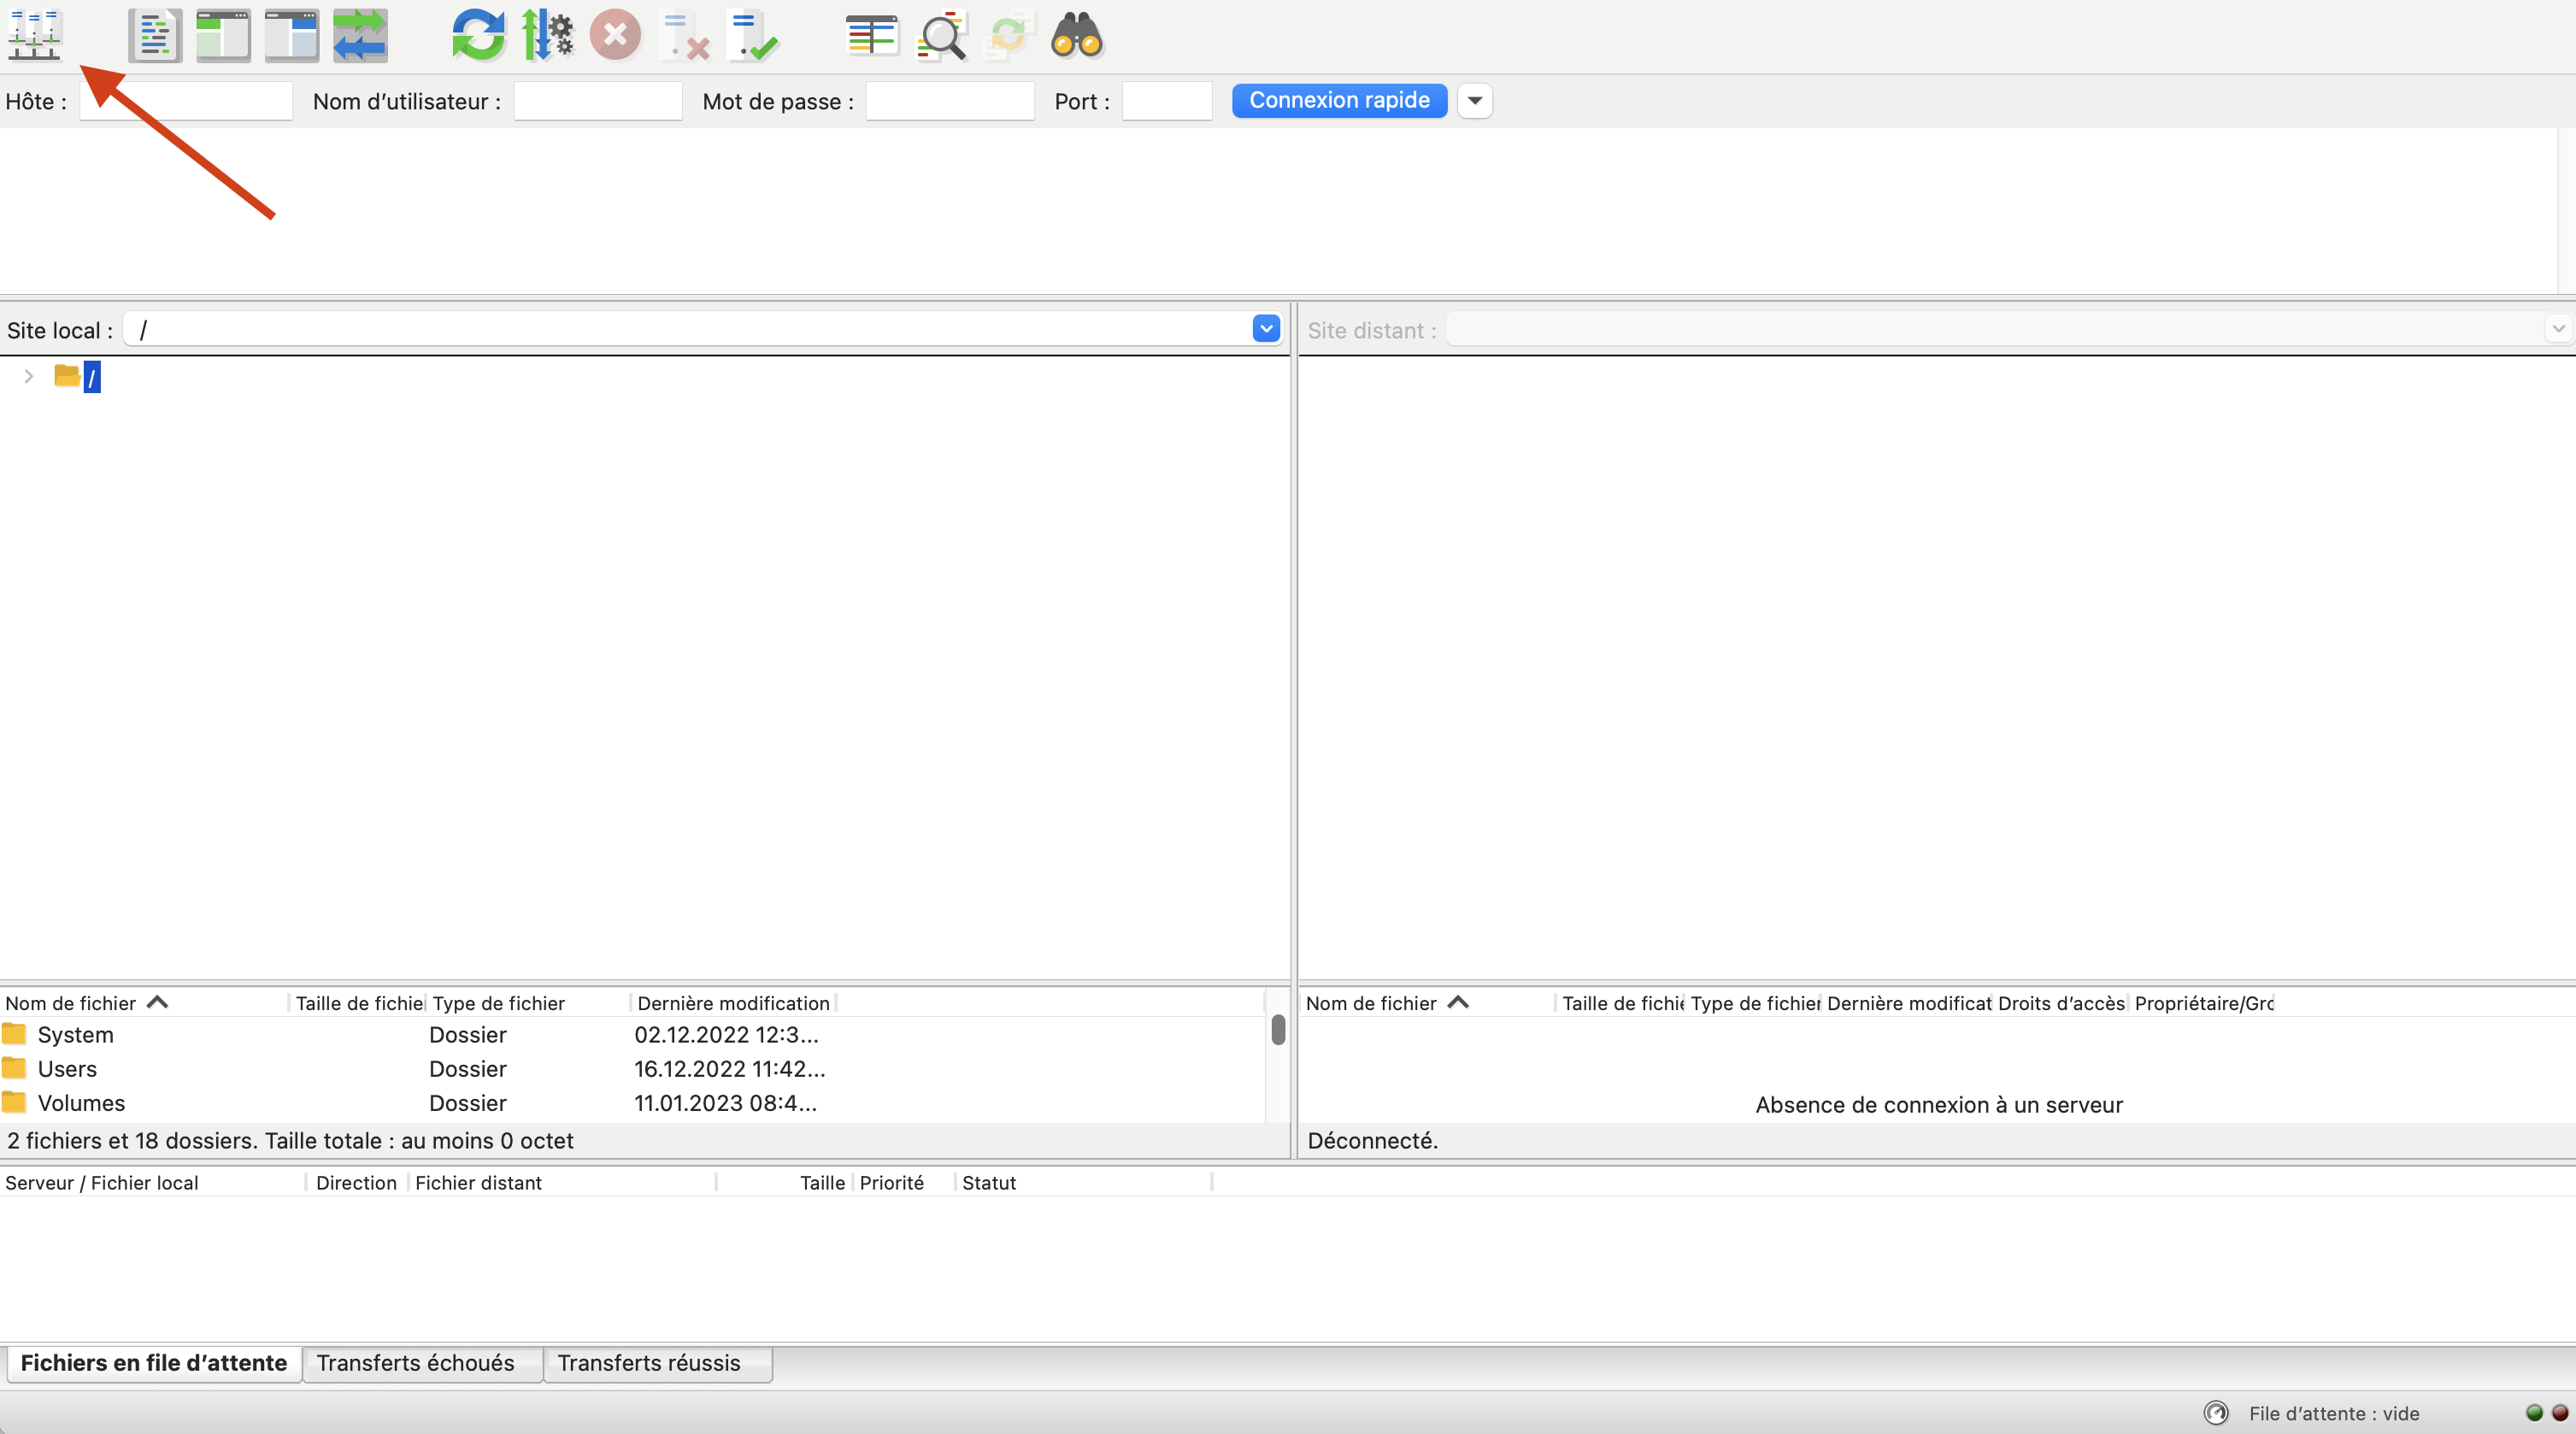 Hôte : Nom d’utilisateur : Mot de passe : Port : Connexion rapide
Site local : / Site distant :
/
Nom de fichier Taille de fichie Type de fichier Dernière modification Nom de fichier Taille de fichie Type de fichier Dernière modificat Droits d’accès Propriétaire/Grc
System Dossier 02.12.2022 12:3...
Users Dossier 16.12.2022 11:42...
Volumes Dossier 11.01.2023 08:4... Absence de connexion à un serveur
2 fichiers et 18 dossiers. Taille totale : au moins 0 octet Déconnecté.
Serveur / Fichier local Direction Fichier distant Taille Priorité Statut
Fichiers en file d’attente Transferts échoués Transferts réussis
File d’attente : vide